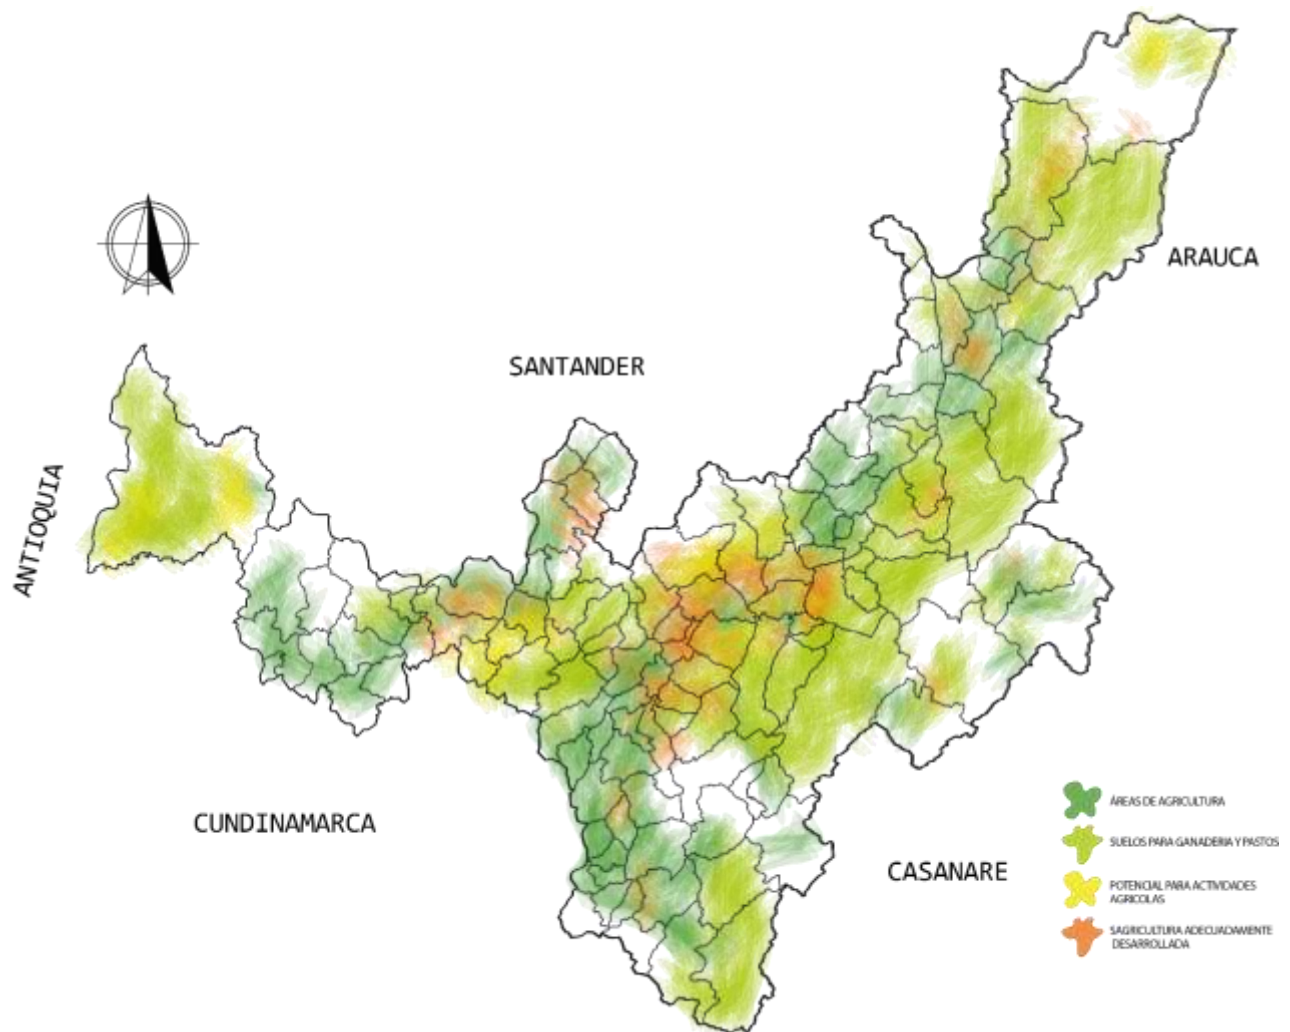 ARAUCA
SANTANDER
ANTIOQUIA
CUNDINAMARCA
CASANARE
ÁREAS DE AGRICULTURA
SUELOS PARA GANADERIA Y PASTOS
POTENCIAL PARA ACTIVIDADES
AGRICOLAS
SAGRICULTURA ADECUADAMENTE
DESARROLLADA